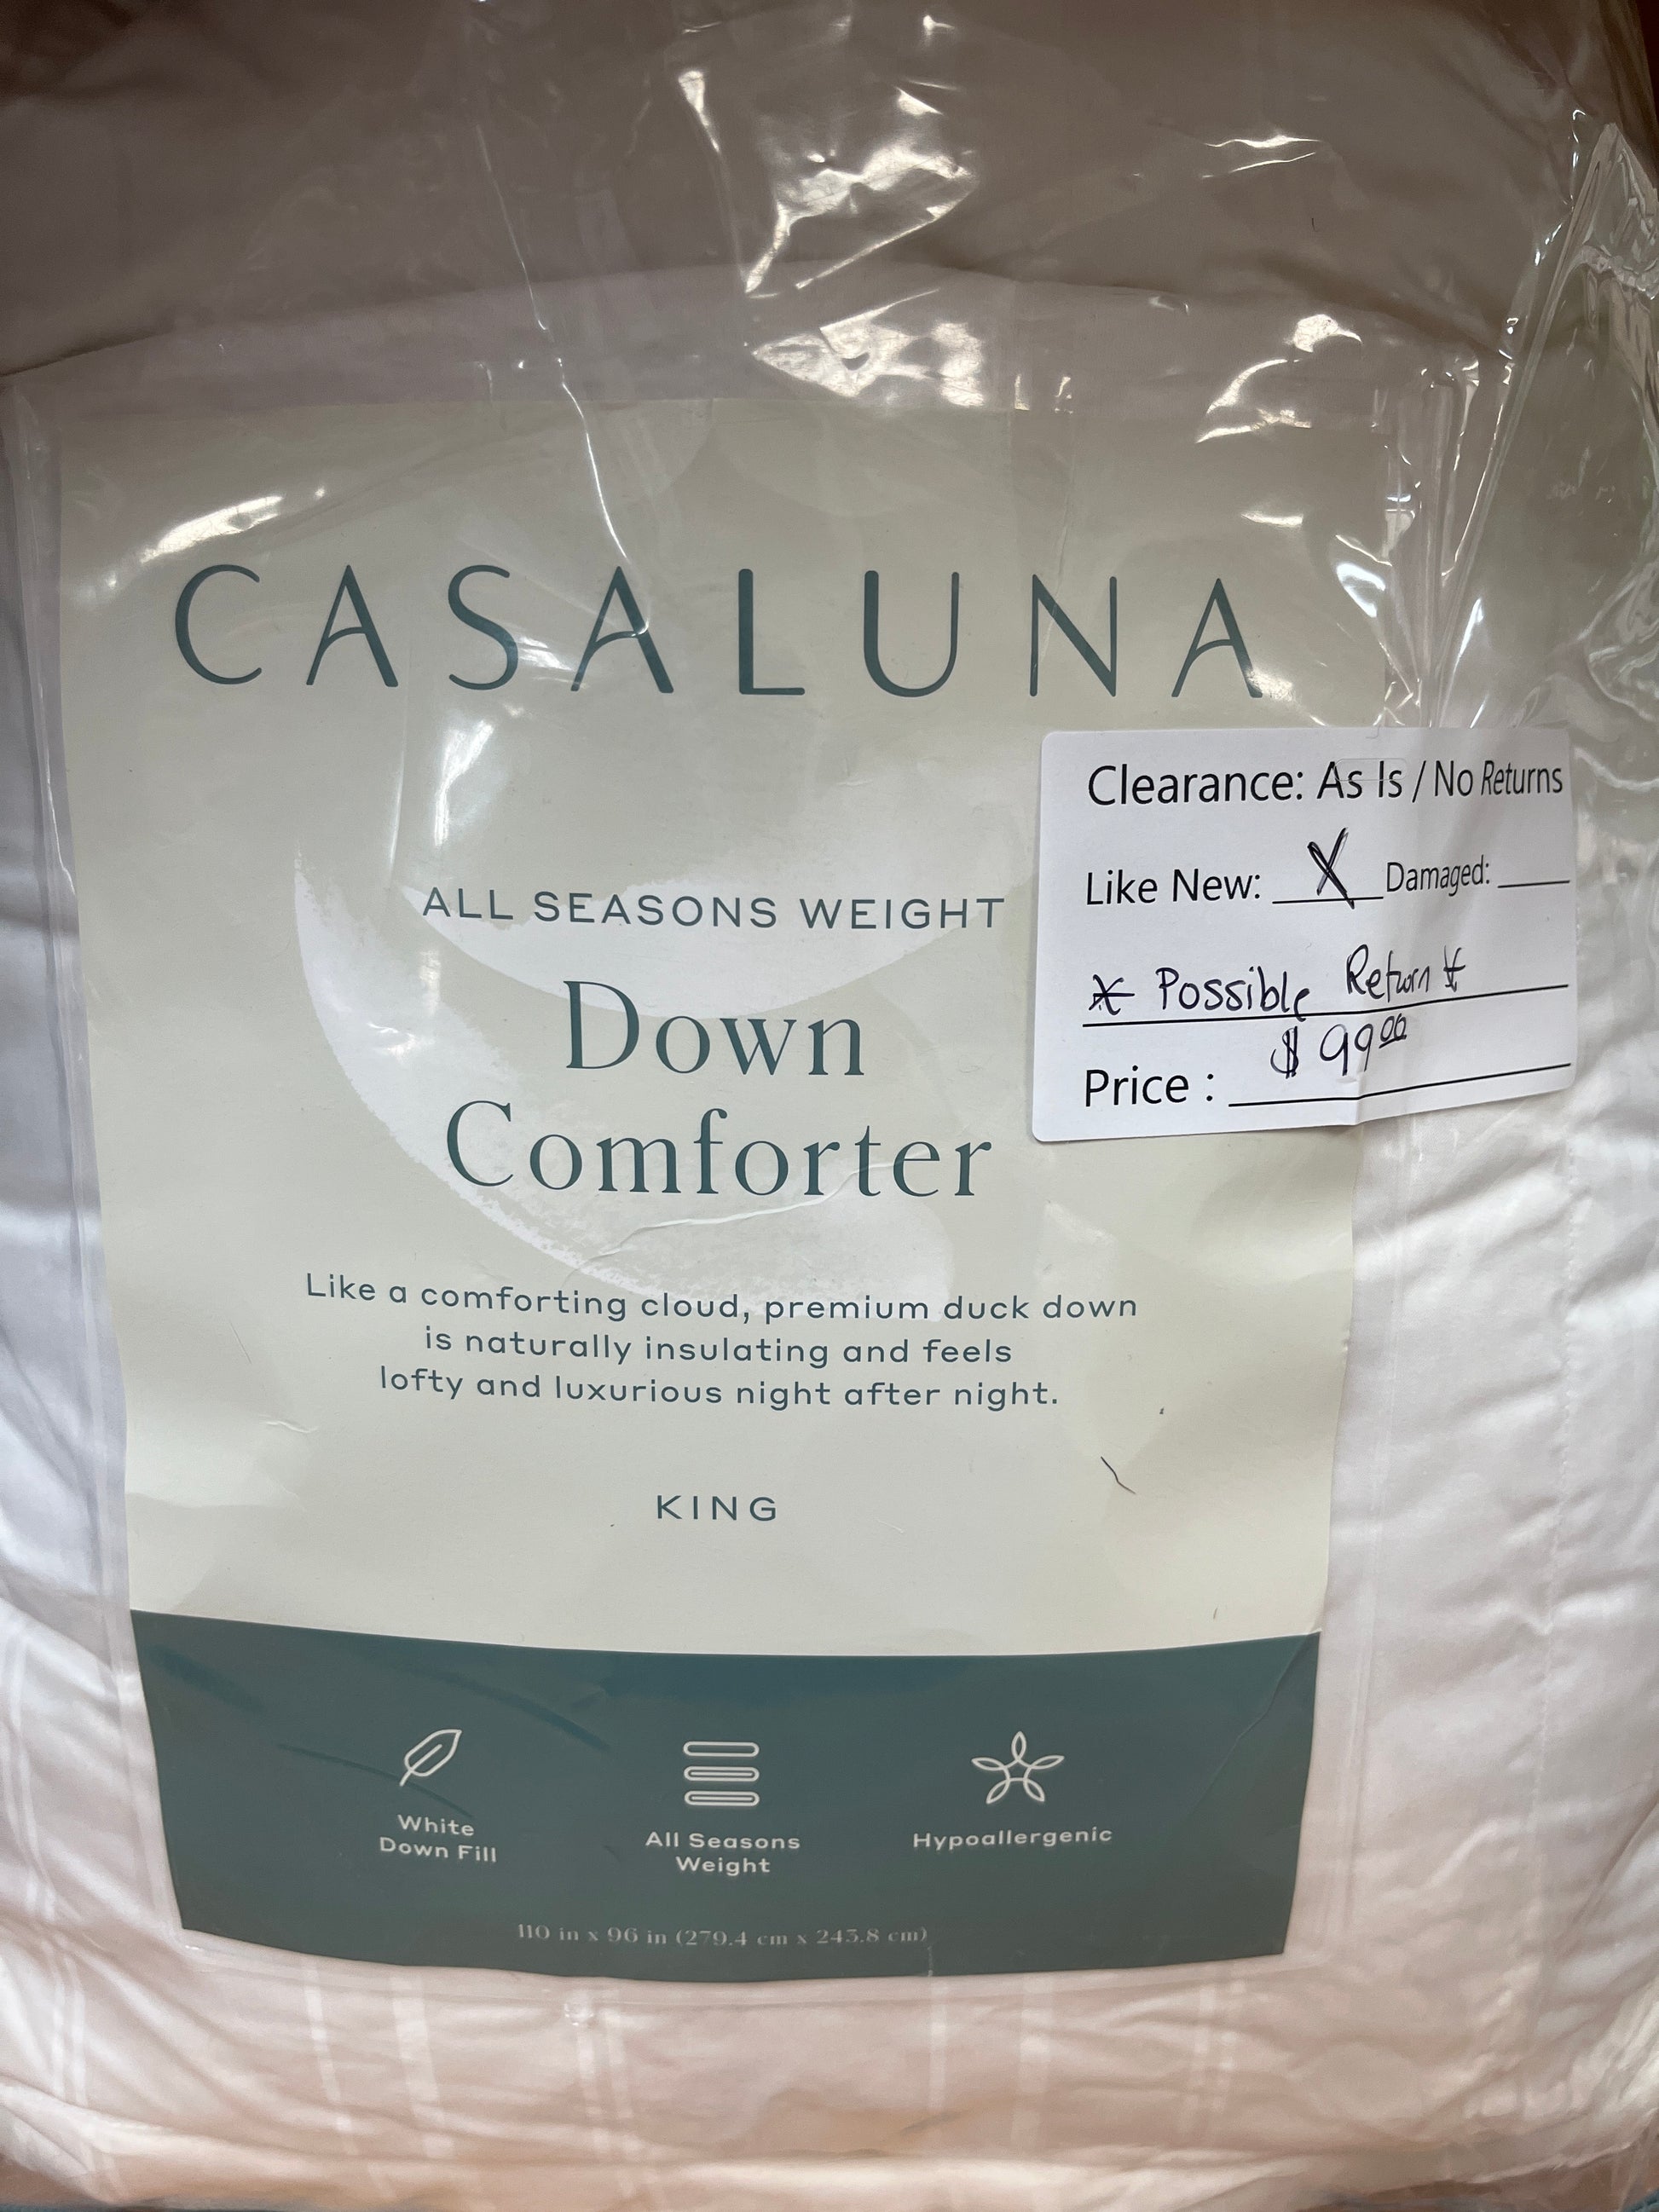 CASALUNA
ALL SEASONS WEIGHT
Down
Comforter
Like a comforting cloud, premium duck down
is naturally insulating and feels
lofty and luxurious night after night.
KING
White
Down Fill
All Seasons
Weight
Hypoallergenic
110 in x 96 in (279.4 cm x 243.8 cm)
Clearance: As Is / No Returns
Like New: X Damaged:
* Possible Return *
$ 99.00
Price :